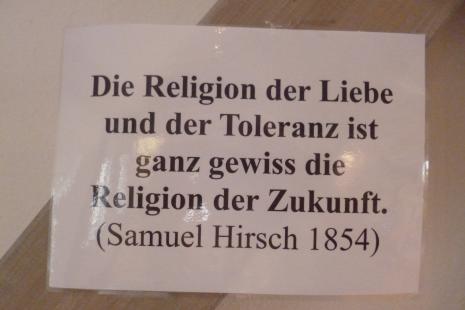 Die Religion der Liebe
und der Toleranz ist
ganz gewiss die
Religion der Zukunft.
(Samuel Hirsch 1854)